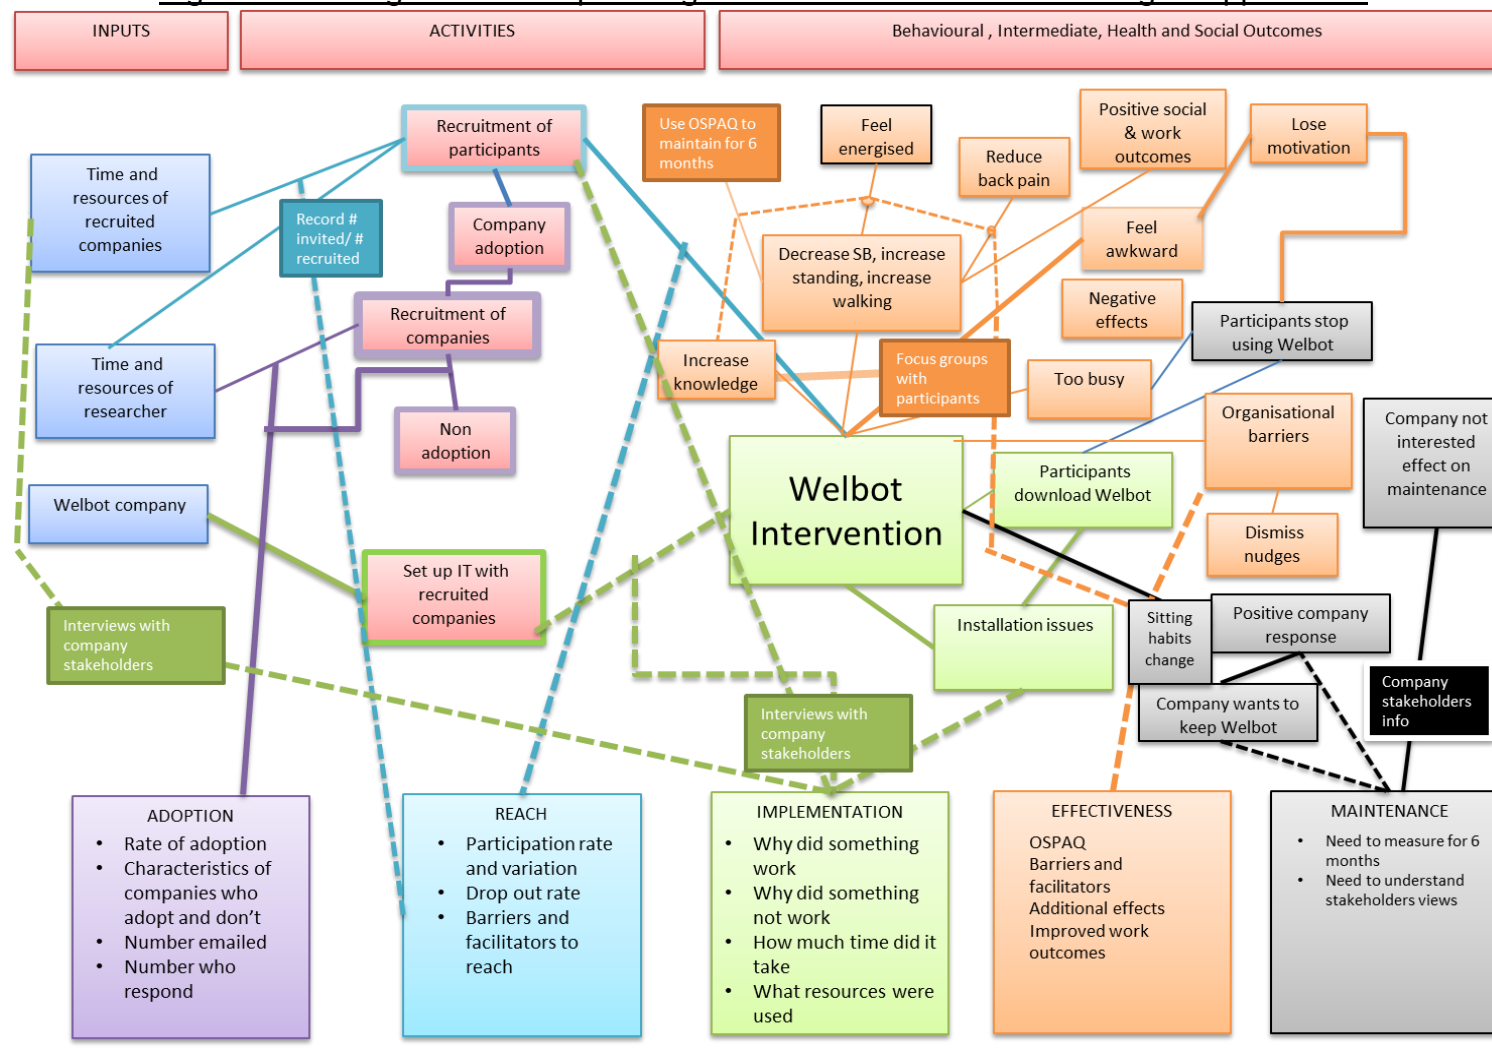 INPUTS
ACTIVITIES
Behavioural , Intermediate, Health and Social Outcomes
Time and
resources of
recruited
companies
Time and
resources of
researcher
Welbot company
Record #
invited/ #
recruited
Recruitment of
participants
Company
adoption
Recruitment of
companies
Non
adoption
Set up IT with
recruited
companies
Interviews with
company
stakeholders
Use OSPAQ to
maintain for 6
months
Feel
energised
Reduce
back pain
Positive social
& work
outcomes
Lose
motivation
Decrease SB, increase
standing, increase
walking
Feel
awkward
Negative
effects
Participants stop
using Welbot
Increase
knowledge
Focus groups
with
participants
Too busy
Organisational
barriers
Company not
interested
effect on
maintenance
Welbot
Intervention
Participants
download Welbot
Dismiss
nudges
Installation issues
Sitting
habits
change
Positive company
response
Company wants to
keep Welbot
Company
stakeholders
info
Interviews with
company
stakeholders
ADOPTION
• Rate of adoption
• Characteristics of
companies who
adopt and don’t
• Number emailed
• Number who
respond
REACH
• Participation rate
and variation
• Drop out rate
• Barriers and
facilitators to
reach
IMPLEMENTATION
• Why did something
work
• Why did something
not work
• How much time did it
take
• What resources were
used
EFFECTIVENESS
OSPAQ
Barriers and
facilitators
Additional effects
Improved work
outcomes
MAINTENANCE
• Need to measure for 6
months
• Need to understand
stakeholders views